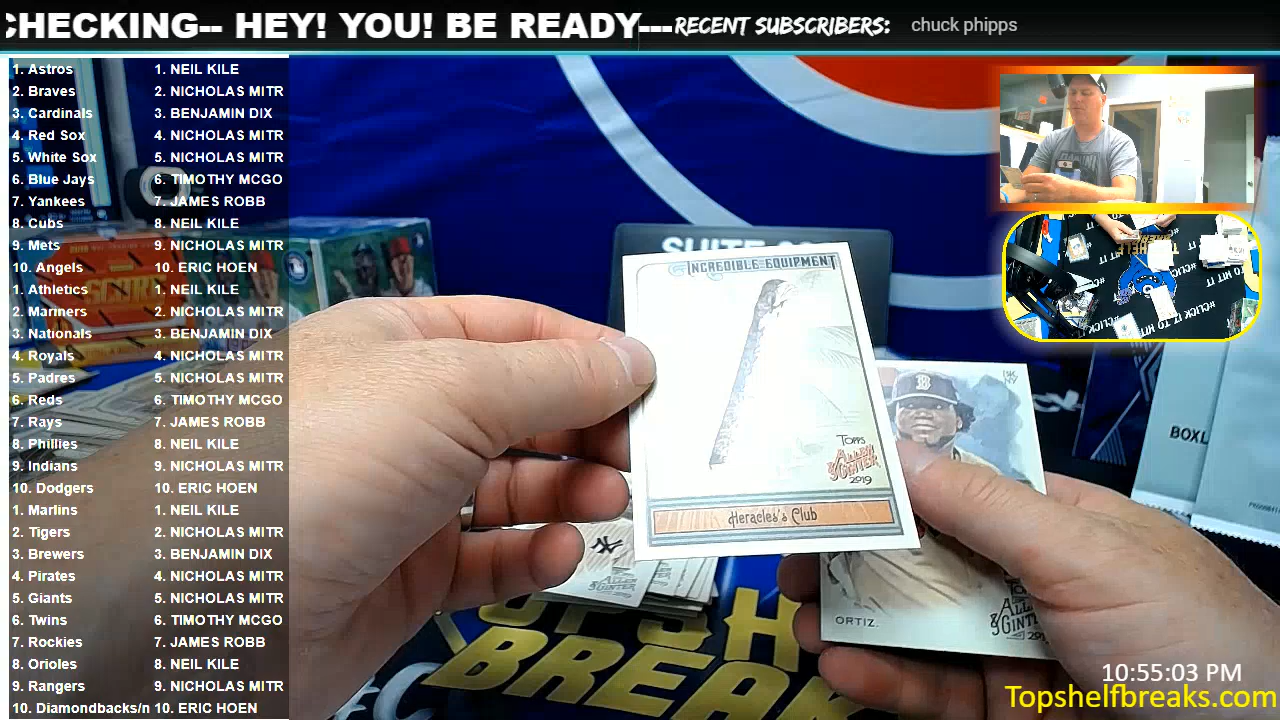 CHECKING-- HEY! YOU! BE READY---
RECENT SUBSCRIBERS: chuck phipps
1. Astros 1. NEIL KILE
2. Braves 2. NICHOLAS MITR
3. Cardinals 3. BENJAMIN DIX
4. Red Sox 4. NICHOLAS MITR
5. White Sox 5. NICHOLAS MITR
6. Blue Jays 6. TIMOTHY MCGO
7. Yankees 7. JAMES ROBB
8. Cubs 8. NEIL KILE
9. Mets 9. NICHOLAS MITR
10. Angels 10. ERIC HOEN
1. Athletics 1. NEIL KILE
2. Mariners 2. NICHOLAS MITR
3. Nationals 3. BENJAMIN DIX
4. Royals 4. NICHOLAS MITR
5. Padres 5. NICHOLAS MITR
6. Reds 6. TIMOTHY MCGO
7. Rays 7. JAMES ROBB
8. Phillies 8. NEIL KILE
9. Indians 9. NICHOLAS MITR
10. Dodgers 10. ERIC HOEN
1. Marlins 1. NEIL KILE
2. Tigers 2. NICHOLAS MITR
3. Brewers 3. BENJAMIN DIX
4. Pirates 4. NICHOLAS MITR
5. Giants 5. NICHOLAS MITR
6. Twins 6. TIMOTHY MCGO
7. Rockies 7. JAMES ROBB
8. Orioles 8. NEIL KILE
9. Rangers 9. NICHOLAS MITR
10. Diamondbacks/n 10. ERIC HOEN
SUITE
INCREDIBLE EQUIPMENT
TOPPS
ALLEN
& GINTER
2019
Heracles's Club
B
ORTIZ
BOXL
BREAK
10:55:03 PM
Topshelfbreaks.com